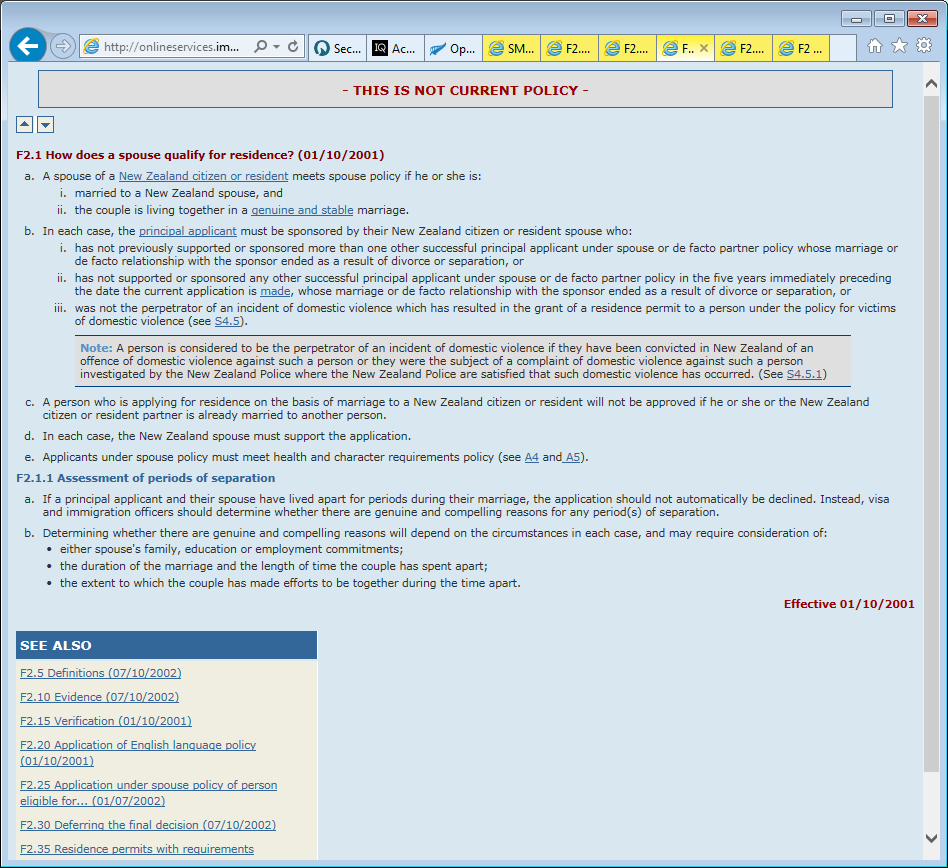 http://onlineservices.im...
Sec...
IQ Ac...
Op...
SM...
F2....
F2....
F...
F2....
F2 ...
- THIS IS NOT CURRENT POLICY -
F2.1 How does a spouse qualify for residence? (01/10/2001)
a. A spouse of a New Zealand citizen or resident meets spouse policy if he or she is:
i. married to a New Zealand spouse, and
ii. the couple is living together in a genuine and stable marriage.
b. In each case, the principal applicant must be sponsored by their New Zealand citizen or resident spouse who:
i. has not previously supported or sponsored more than one other successful principal applicant under spouse or de facto partner policy whose marriage or
de facto relationship with the sponsor ended as a result of divorce or separation, or
ii. has not supported or sponsored any other successful principal applicant under spouse or de facto partner policy in the five years immediately preceding
the date the current application is made, whose marriage or de facto relationship with the sponsor ended as a result of divorce or separation, or
iii. was not the perpetrator of an incident of domestic violence which has resulted in the grant of a residence permit to a person under the policy for victims
of domestic violence (see S4.5).
Note: A person is considered to be the perpetrator of an incident of domestic violence if they have been convicted in New Zealand of an
offence of domestic violence against such a person or they were the subject of a complaint of domestic violence against such a person
investigated by the New Zealand Police where the New Zealand Police are satisfied that such domestic violence has occurred. (See S4.5.1)
c. A person who is applying for residence on the basis of marriage to a New Zealand citizen or resident will not be approved if he or she or the New Zealand
citizen or resident partner is already married to another person.
d. In each case, the New Zealand spouse must support the application.
e. Applicants under spouse policy must meet health and character requirements policy (see A4 and A5).
F2.1.1 Assessment of periods of separation
a. If a principal applicant and their spouse have lived apart for periods during their marriage, the application should not automatically be declined. Instead, visa
and immigration officers should determine whether there are genuine and compelling reasons for any period(s) of separation.
b. Determining whether there are genuine and compelling reasons will depend on the circumstances in each case, and may require consideration of:
• either spouse's family, education or employment commitments;
• the duration of the marriage and the length of time the couple has spent apart;
• the extent to which the couple has made efforts to be together during the time apart.
Effective 01/10/2001
SEE ALSO
F2.5 Definitions (07/10/2002)
F2.10 Evidence (07/10/2002)
F2.15 Verification (01/10/2001)
F2.20 Application of English language policy
(01/10/2001)
F2.25 Application under spouse policy of person
eligible for... (01/07/2002)
F2.30 Deferring the final decision (07/10/2002)
F2.35 Residence permits with requirements